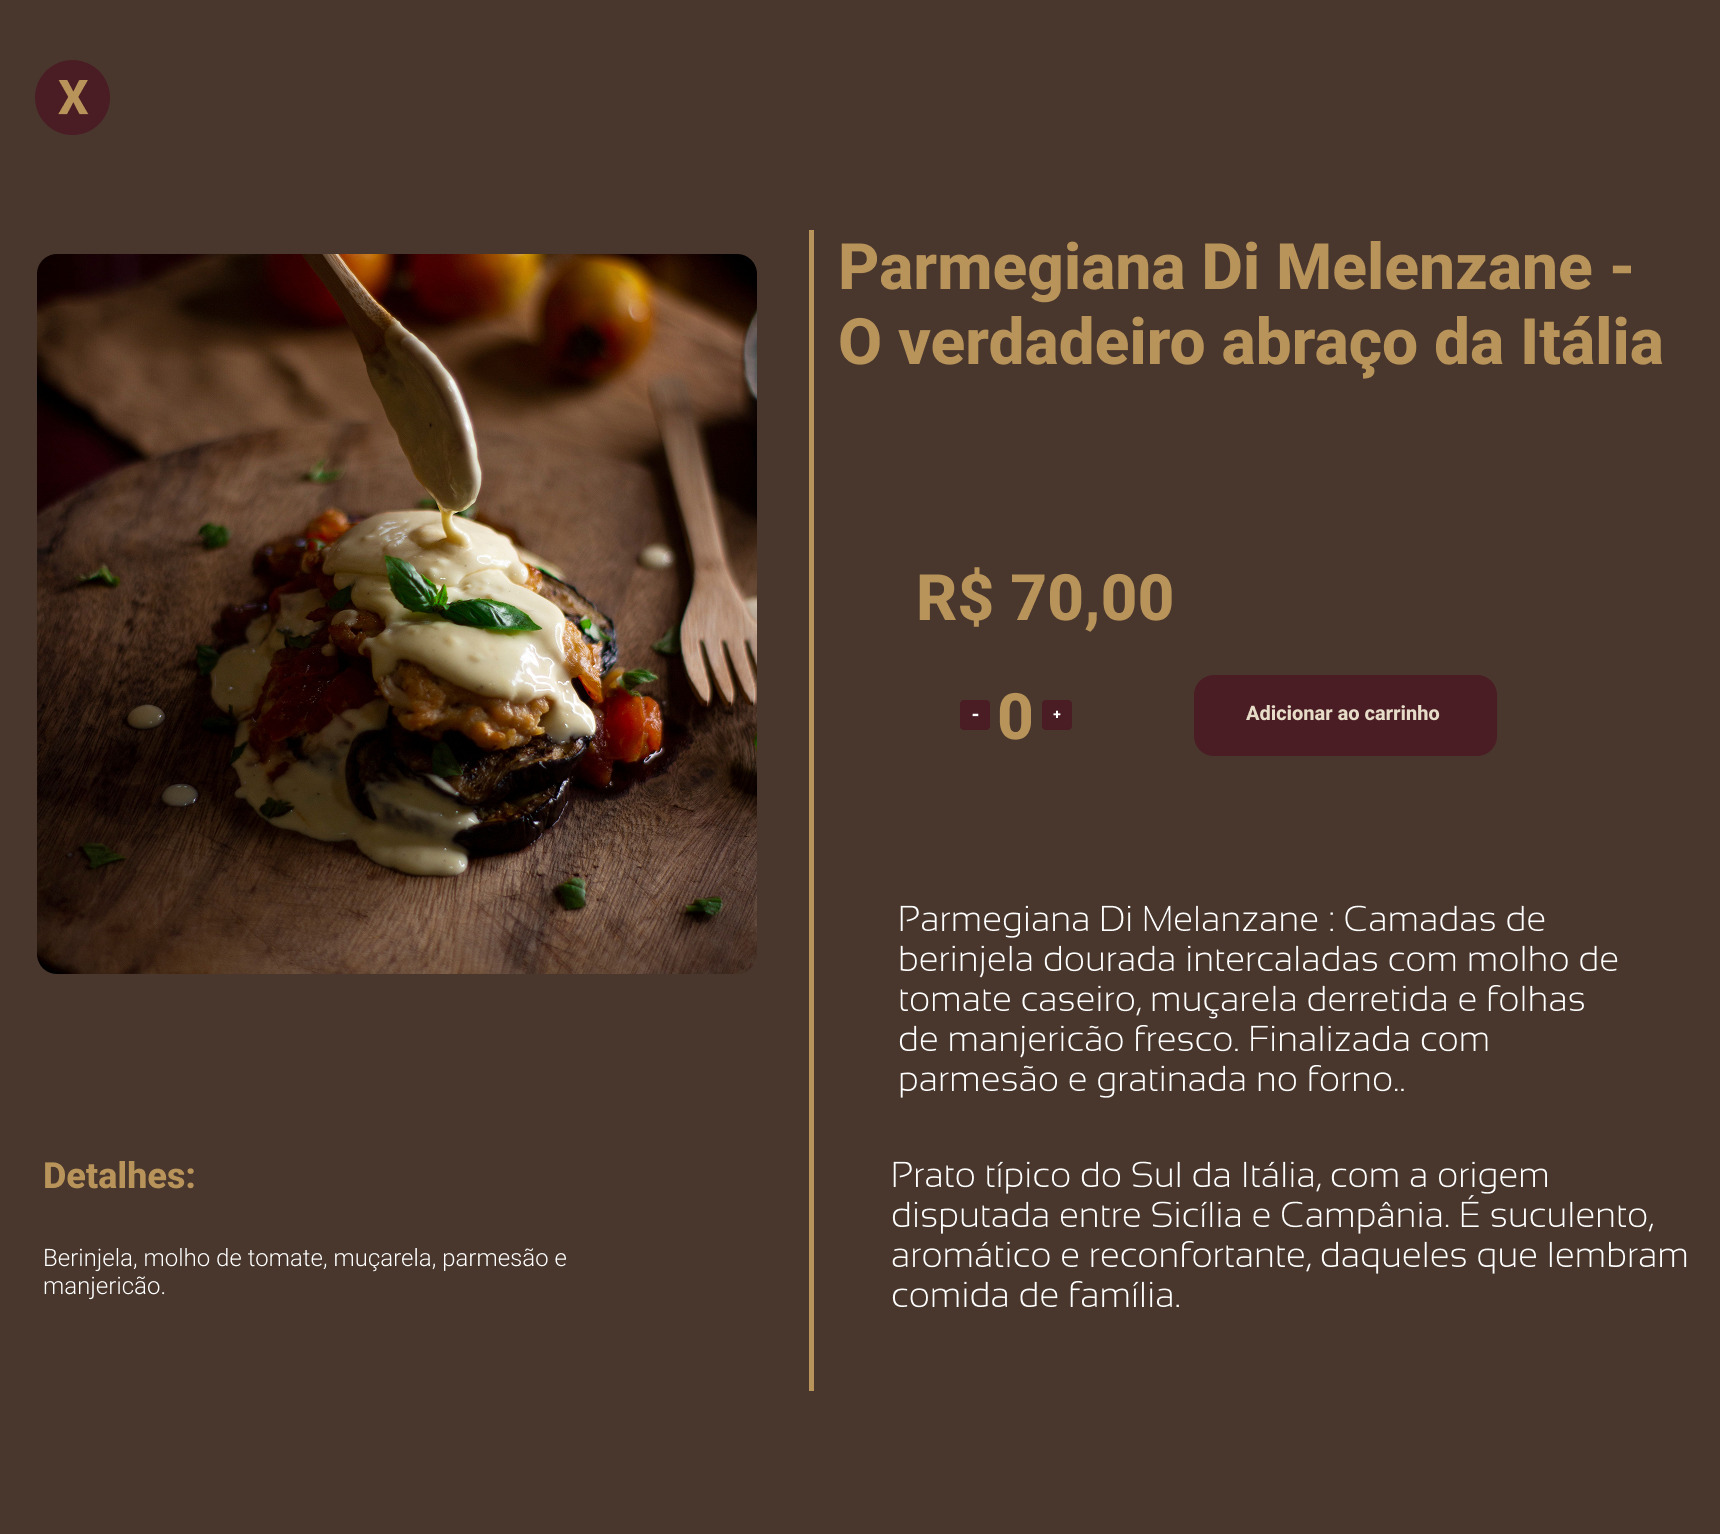 X
Parmegiana Di Melenzane -
O verdadeiro abraço da Itália
R$ 70,00
- 0 +
Adicionar ao carrinho
Parmegiana Di Melanzane : Camadas de
berinjela dourada intercaladas com molho de
tomate caseiro, muçarela derretida e folhas
de manjericão fresco. Finalizada com
parmesão e gratinada no forno..
Prato típico do Sul da Itália, com a origem
disputada entre Sicília e Campânia. É suculento,
aromático e reconfortante, daqueles que lembram
comida de família.
Detalhes:
Berinjela, molho de tomate, muçarela, parmesão e
manjericão.